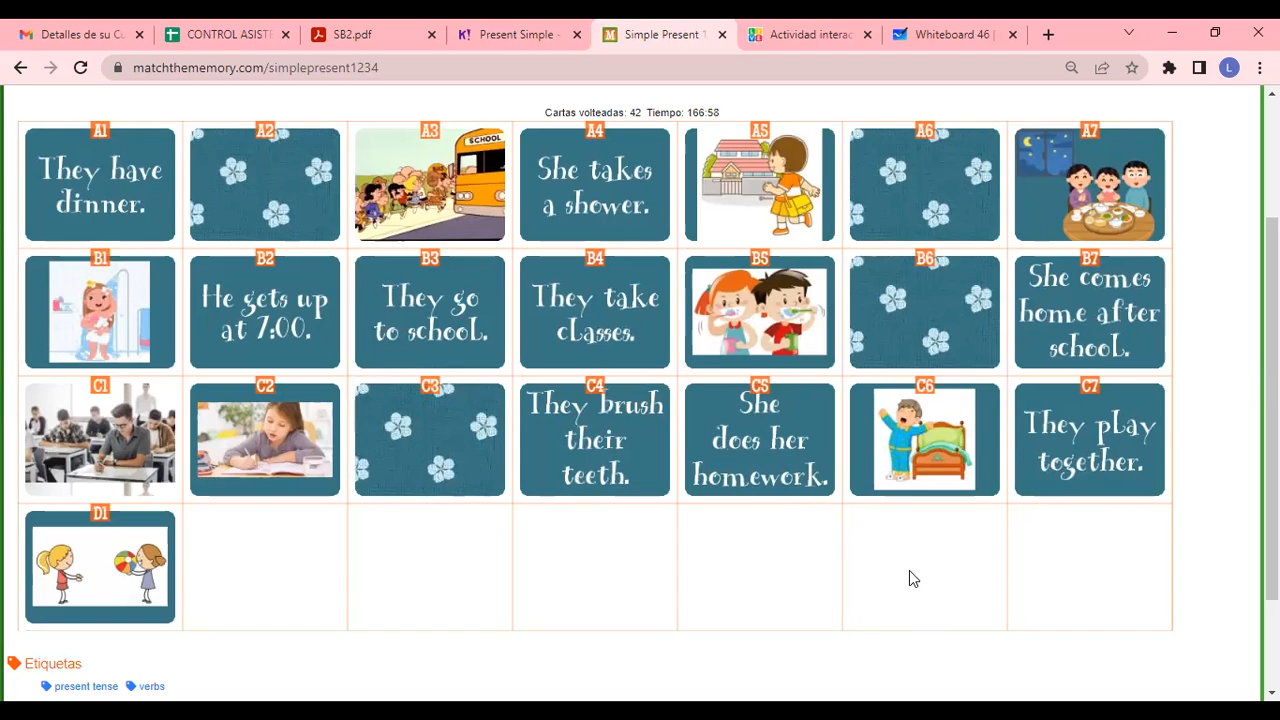 Detalles de su Cu
CONTROL ASISTE
SB2.pdf
Present Simple -
Simple Present 1
Actividad interac
Whiteboard 46 |
matchthememory.com/simplepresent1234
L
Cartas volteadas: 42 Tiempo: 166:58
A1
They have
dinner.
A2
A3
SCHOOL
A4
She takes
a shower.
A5
A6
A7
B1
B2
He gets up
at 7:00.
B3
They go
to school.
B4
They take
classes.
B5
B6
B7
She comes
home after
school.
C1
C2
C3
C4
They brush
their
teeth.
C5
She
does her
homework.
C6
C7
They play
together.
D1
Etiquetas
present tense
verbs